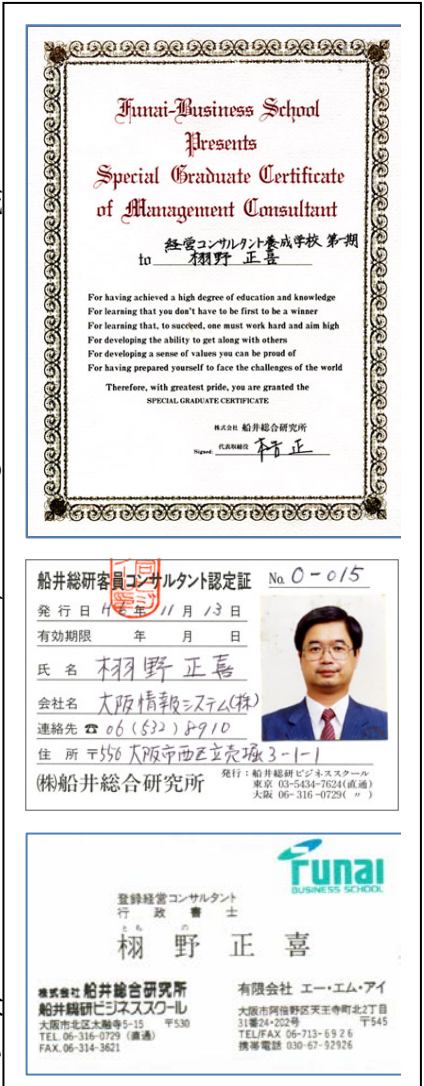 Funai-Business School
Presents
Special Graduate Certificate
of Management Consultant
経営コンサルタント養成学校 第一期
to 栩野 正喜
For having achieved a high degree of education and knowledge
For learning that you don't have to be first to be a winner
For learning that, to succeed, one must work hard and aim high
For developing the ability to get along with others
For developing a sense of values you can be proud of
For having prepared yourself to face the challenges of the world
Therefore, with greatest pride, you are granted the
SPECIAL GRADUATE CERTIFICATE
株式会社 船井総合研究所
Signed: 代表取締役
船井総研客員コンサルタント認定証 No. 0-015
発行日 11月13日
有効期限 年 月 日
氏名 栩野正喜
会社名 大阪情報システム(株)
連絡先 ☎ 06(532)8910
住所 〒550 大阪市西区立売堀3-1-1
(株)船井総合研究所
発行:船井総研ビジネススクール
東京 03-5434-7624(直通)
大阪 06-316-0729( 〃 )
Funai
BUSINESS SCHOOL
登録経営コンサルタント
行政書士
とち の
栩野正喜
株式会社 船井総合研究所
船井総研ビジネススクール
大阪市北区太融寺5-15 〒530
TEL.06-316-0729(直通)
FAX.06-314-3621
有限会社 エー・エム・アイ
大阪市阿倍野区天王寺町北2丁目
31番24-202号 〒545
TEL/FAX 06-713-6926
携帯電話 030-67-92926